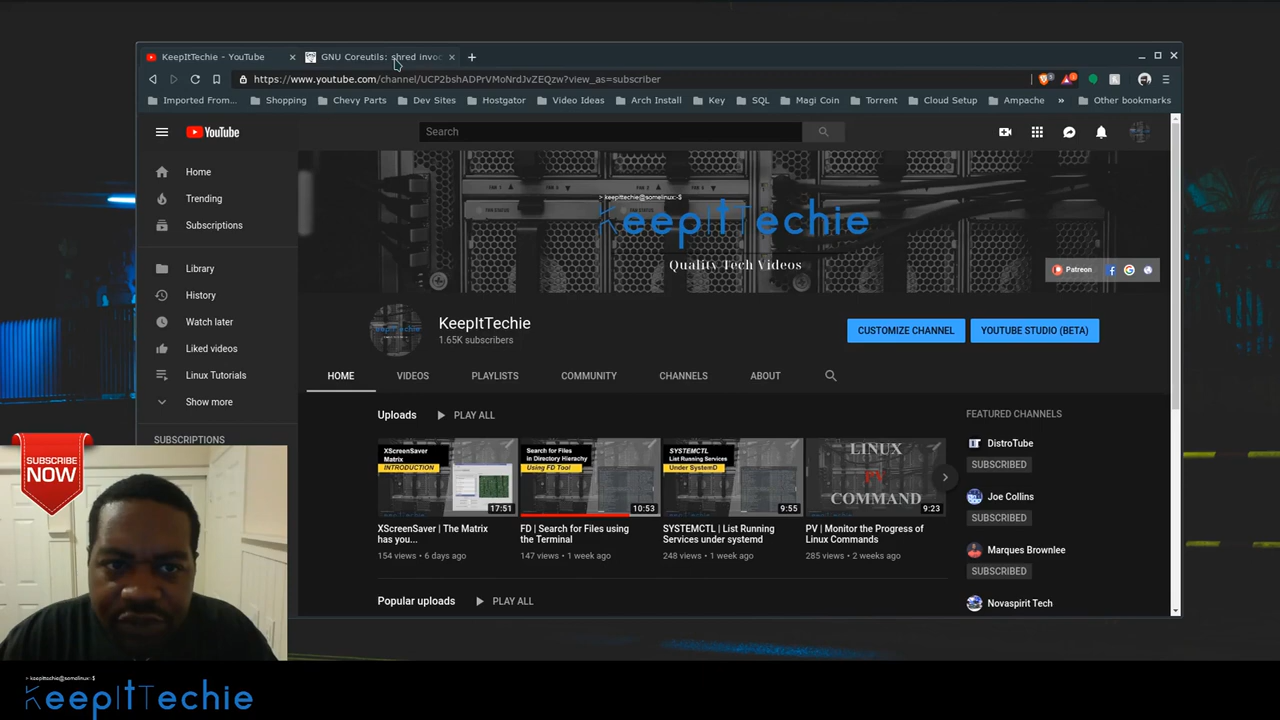 KeepItTechie - YouTube
GNU Coreutils: shred invoc
https://www.youtube.com/channel/UCP2bshADPrVMoNrdJvZEQzw?view_as=subscriber
Imported From...
Shopping
Chevy Parts
Dev Sites
Hostgator
Video Ideas
Arch Install
Key
SQL
Magi Coin
Torrent
Cloud Setup
Ampache
»
Other bookmarks
YouTube
Search
Home
Trending
Subscriptions
Library
History
Watch later
Liked videos
Linux Tutorials
Show more
SUBSCRIPTIONS
> keepittechie@somelinux:~$
KeepItTechie
Quality Tech Videos
Patreon
KeepItTechie
1.65K subscribers
CUSTOMIZE CHANNEL
YOUTUBE STUDIO (BETA)
HOME
VIDEOS
PLAYLISTS
COMMUNITY
CHANNELS
ABOUT
Uploads
PLAY ALL
XScreenSaver
Matrix
INTRODUCTION
17:51
XScreenSaver | The Matrix
has you...
154 views • 6 days ago
Search for Files
in Directory Hierachy
Using FD Tool
10:53
FD | Search for Files using
the Terminal
147 views • 1 week ago
SYSTEMCTL
List Running Services
Under SystemD
9:55
SYSTEMCTL | List Running
Services under systemd
248 views • 1 week ago
LINUX
PV
COMMAND
9:23
PV | Monitor the Progress of
Linux Commands
285 views • 2 weeks ago
Popular uploads
PLAY ALL
FEATURED CHANNELS
DistroTube
SUBSCRIBED
Joe Collins
SUBSCRIBED
Marques Brownlee
SUBSCRIBED
Novaspirit Tech
SUBSCRIBE
NOW
> keepittechie@somelinux:~$
KeepItTechie